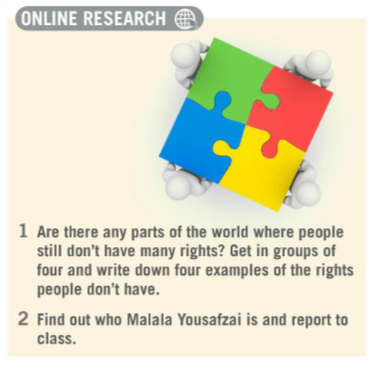 ONLINE RESEARCH
1 Are there any parts of the world where people
still don't have many rights? Get in groups of
four and write down four examples of the rights
people don't have.
2 Find out who Malala Yousafzai is and report to
class.